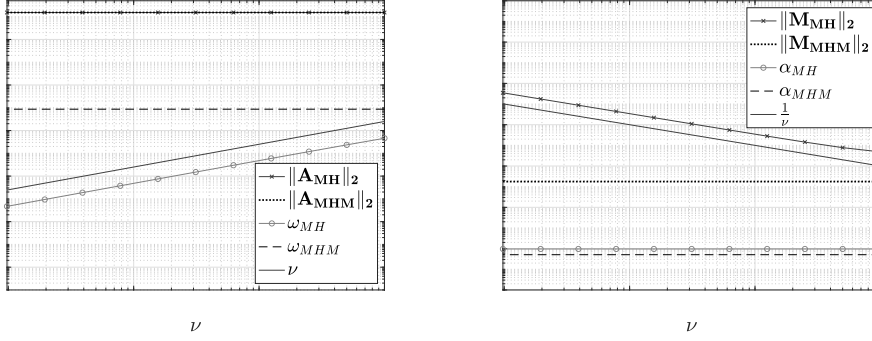 ‖A_MH‖₂
‖A_MHM‖₂
ω_MH
ω_MHM
ν
ν
‖M_MH‖₂
‖M_MHM‖₂
α_MH
α_MHM
1/ν
ν